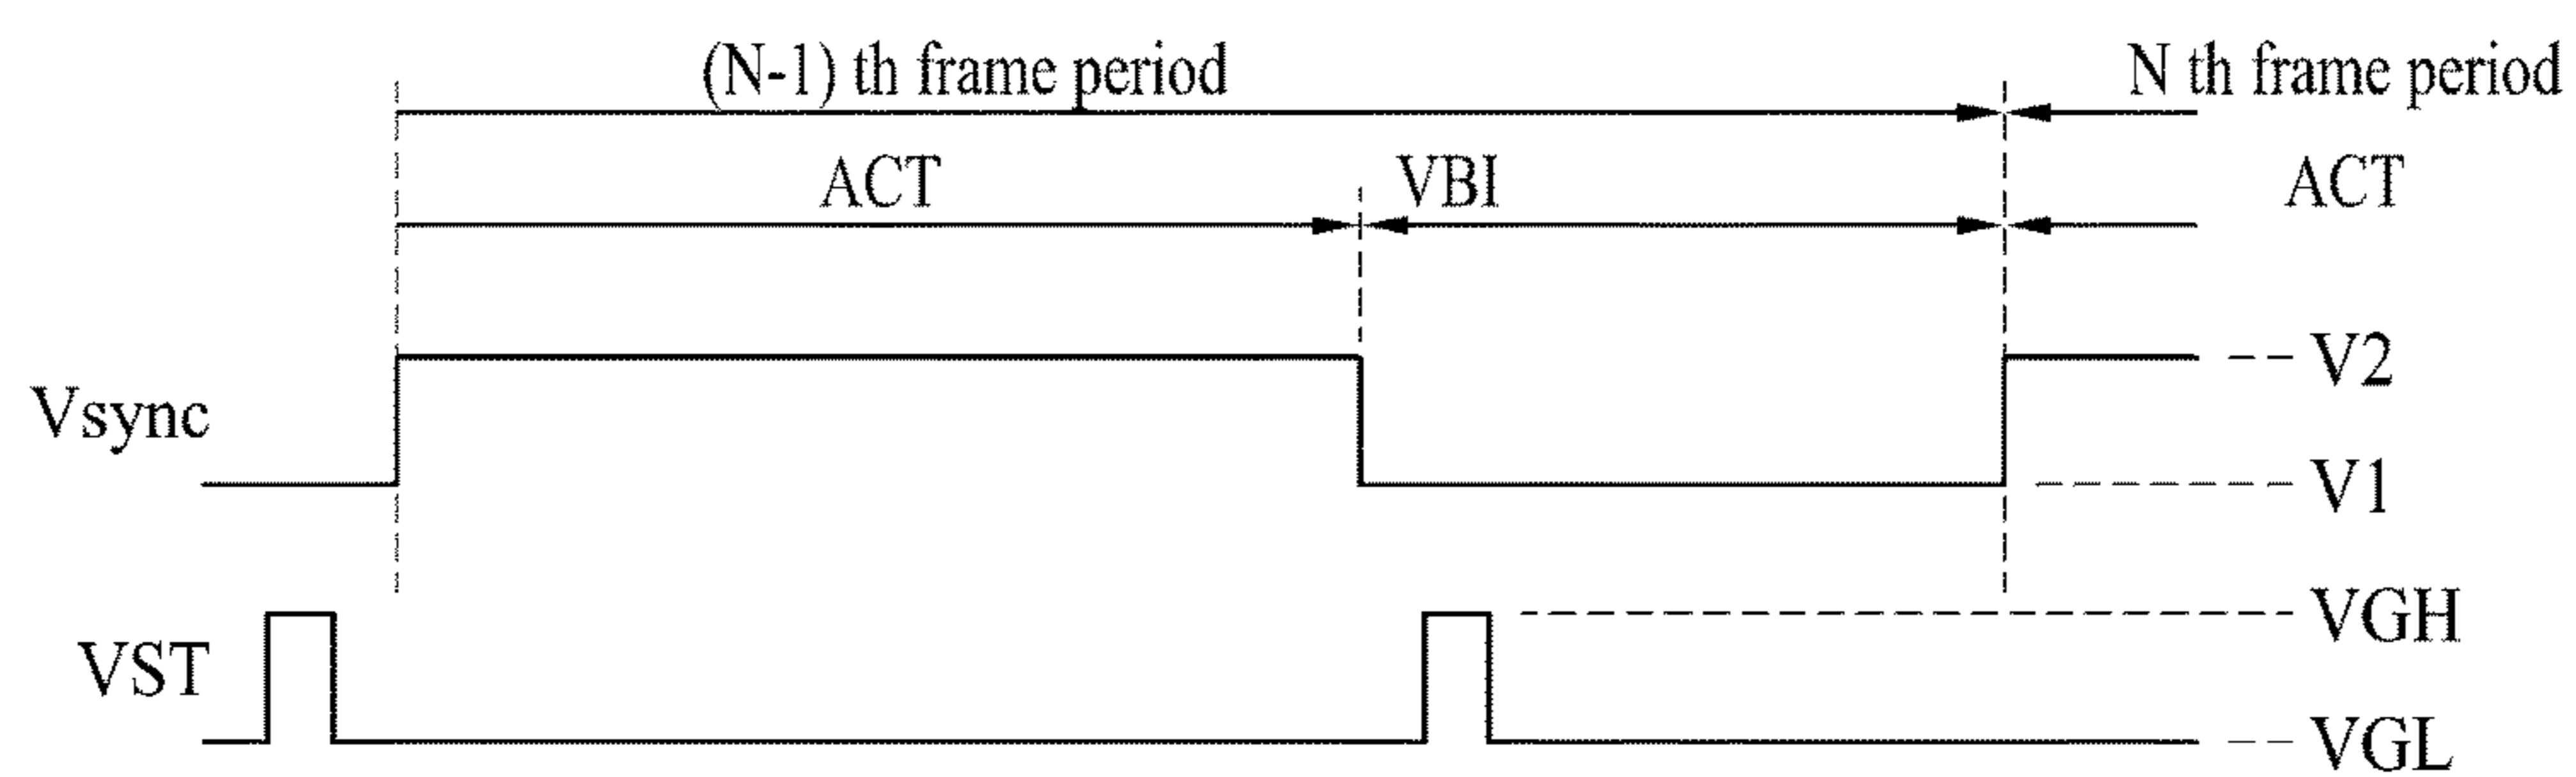 (N-1) th frame period N th frame period
ACT VBI ACT
V2
Vsync
V1
VGH
VST
VGL